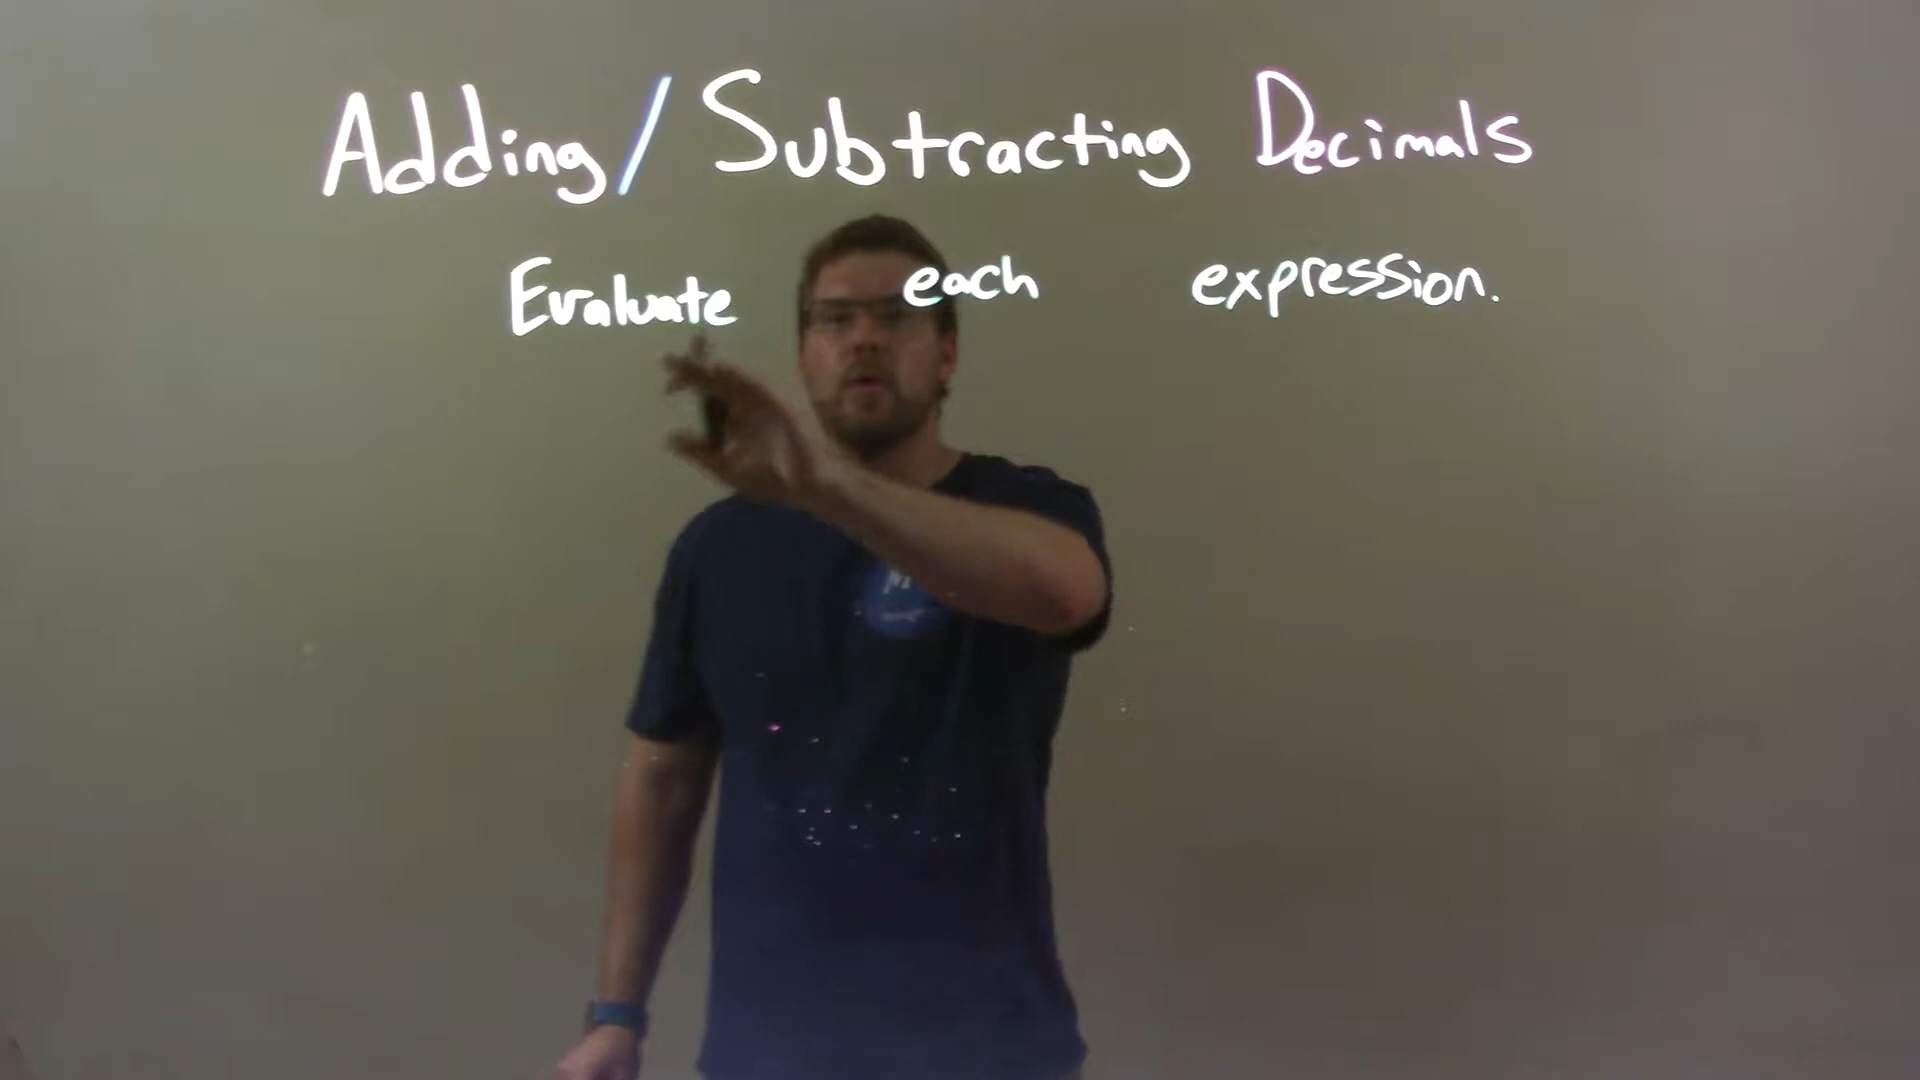 Adding/Subtracting Decimals
Evaluate each expression.